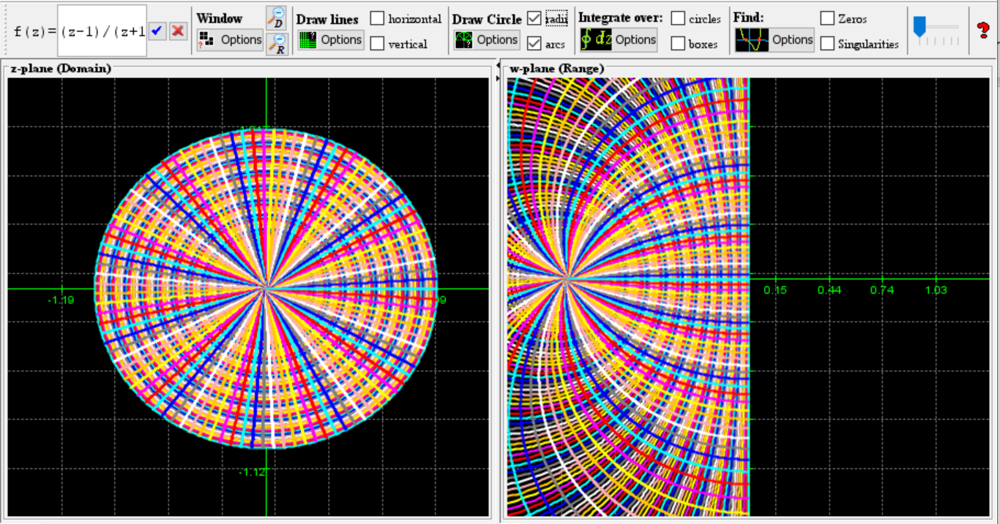 f(z)= (z-1)/(z+1
Window
Options
D
R
Draw lines
Options
horizontal
vertical
Draw Circle
Options
radii
arcs
Integrate over:
∮dz Options
circles
boxes
Find:
Options
Zeros
Singularities
?
z-plane (Domain)
-1.19
-1.12
w-plane (Range)
0.15 0.44 0.74 1.03